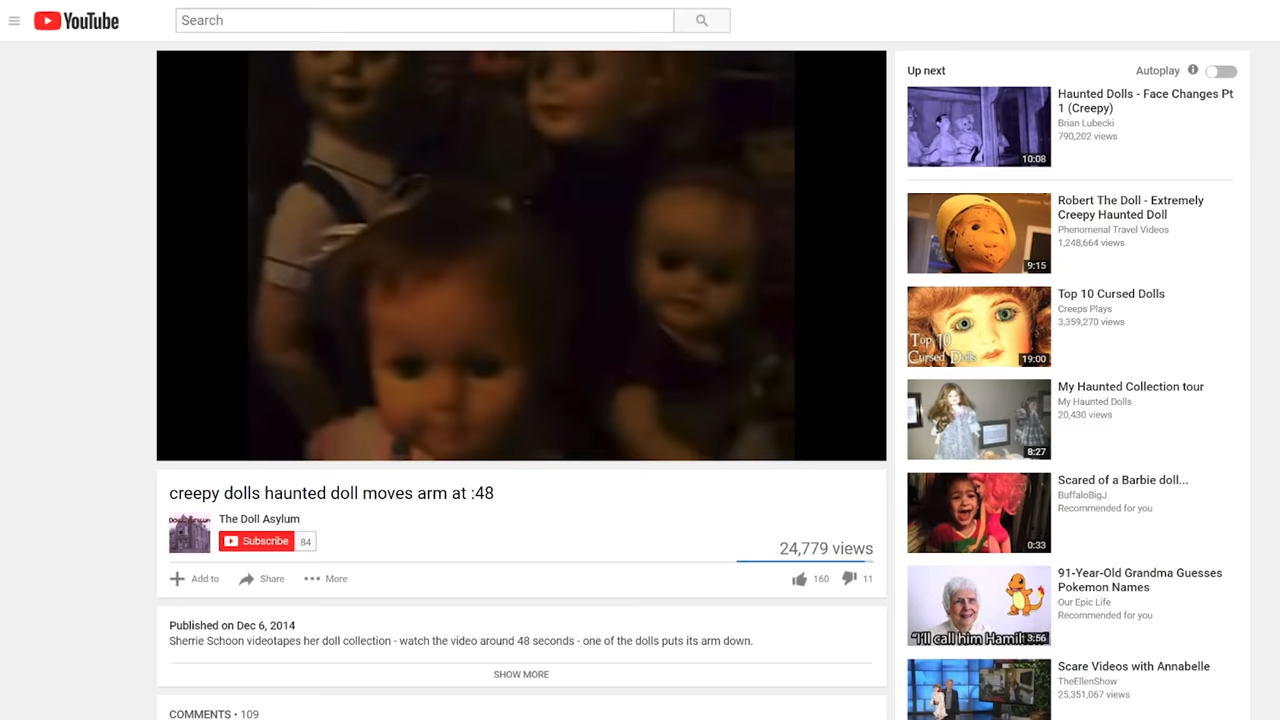 YouTube
Search
creepy dolls haunted doll moves arm at :48
The Doll Asylum
Subscribe 84
24,779 views
Add to Share More
160 11
Published on Dec 6, 2014
Sherrie Schoon videotapes her doll collection - watch the video around 48 seconds - one of the dolls puts its arm down.
SHOW MORE
COMMENTS • 109
Up next
Autoplay
Haunted Dolls - Face Changes Pt
1 (Creepy)
Brian Lubecki
790,202 views
10:08
Robert The Doll - Extremely
Creepy Haunted Doll
Phenomenal Travel Videos
1,248,664 views
9:15
Top 10 Cursed Dolls
Creeps Plays
3,359,270 views
Top 10
Cursed Dolls
19:00
My Haunted Collection tour
My Haunted Dolls
20,430 views
8:27
Scared of a Barbie doll...
BuffaloBigJ
Recommended for you
0:33
91-Year-Old Grandma Guesses
Pokemon Names
Our Epic Life
Recommended for you
"I'll call him
3:56
Scare Videos with Annabelle
TheEllenShow
25,351,067 views